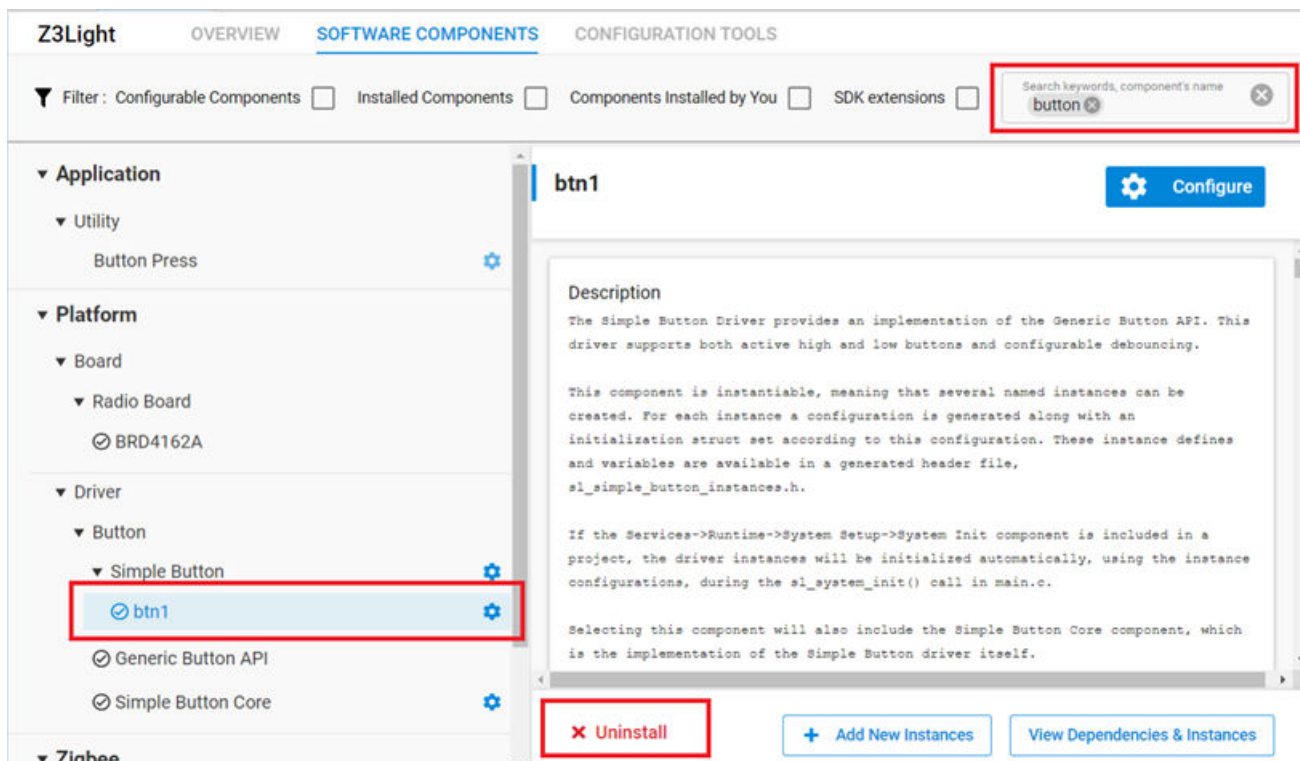 Z3Light OVERVIEW SOFTWARE COMPONENTS CONFIGURATION TOOLS
Filter : Configurable Components Installed Components Components Installed by You SDK extensions
Search keywords, component's name
button
Application
Utility
Button Press
Platform
Board
Radio Board
BRD4162A
Driver
Button
Simple Button
btn1
Generic Button API
Simple Button Core
Zigbee
btn1
Configure
Description
The Simple Button Driver provides an implementation of the Generic Button API. This
driver supports both active high and low buttons and configurable debouncing.
This component is instantiable, meaning that several named instances can be
created. For each instance a configuration is generated along with an
initialization struct set according to this configuration. These instance defines
and variables are available in a generated header file,
sl_simple_button_instances.h.
If the Services->Runtime->System Setup->System Init component is included in a
project, the driver instances will be initialized automatically, using the instance
configurations, during the sl_system_init() call in main.c.
Selecting this component will also include the Simple Button Core component, which
is the implementation of the Simple Button driver itself.
Uninstall
Add New Instances
View Dependencies & Instances